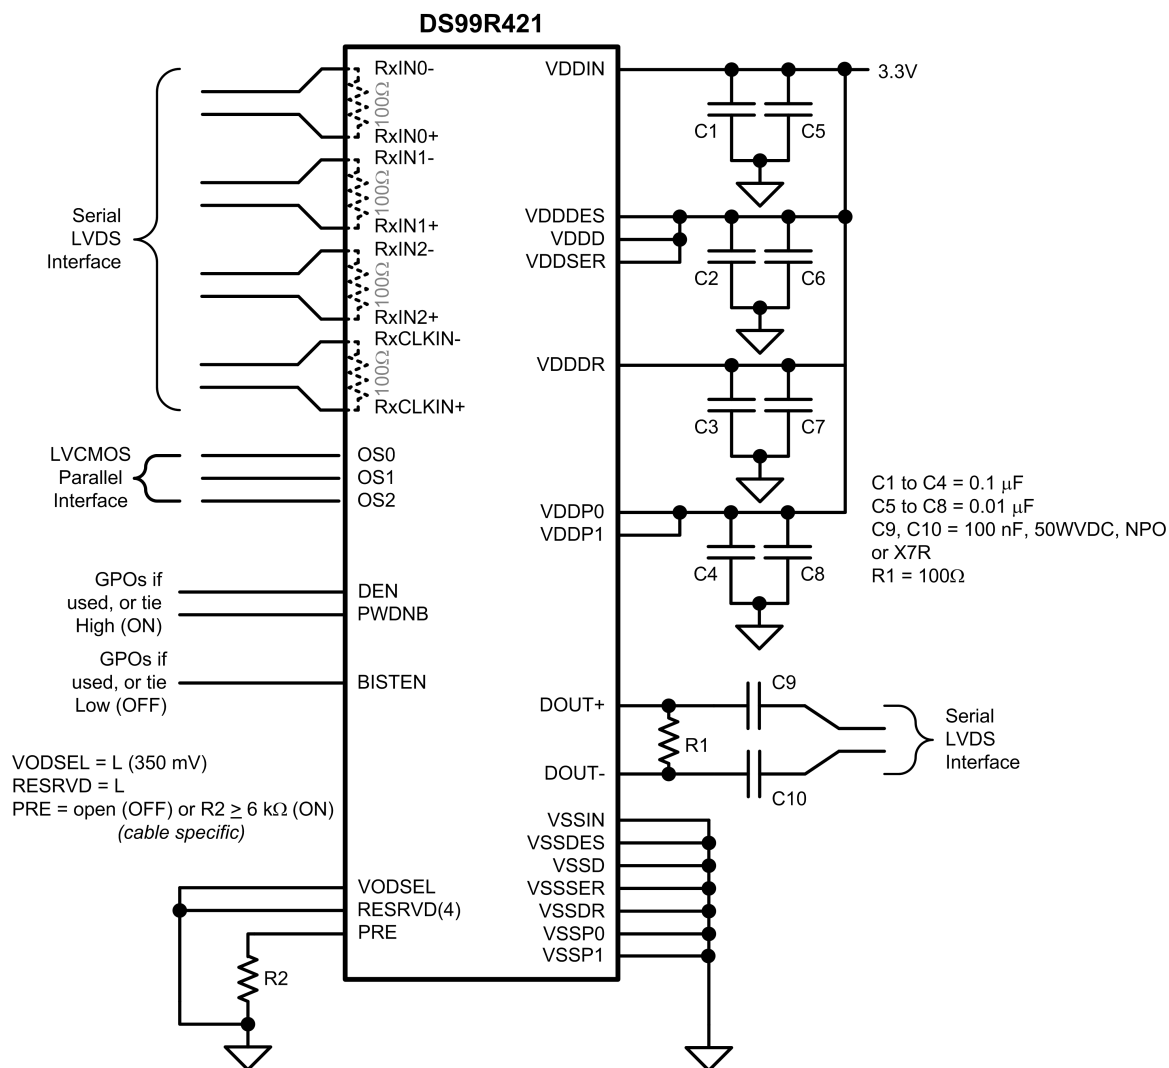 DS99R421
RxIN0-
100Ω
RxIN0+
RxIN1-
100Ω
RxIN1+
RxIN2-
100Ω
RxIN2+
RxCLKIN-
100Ω
RxCLKIN+
Serial
LVDS
Interface
LVCMOS
Parallel
Interface
OS0
OS1
OS2
GPOs if
used, or tie
High (ON)
DEN
PWDNB
GPOs if
used, or tie
Low (OFF)
BISTEN
VODSEL = L (350 mV)
RESRVD = L
PRE = open (OFF) or R2 ≥ 6 kΩ (ON)
(cable specific)
VODSEL
RESRVD(4)
PRE
R2
VDDIN
3.3V
C1
C5
VDDDES
VDDD
VDDSER
C2
C6
VDDDR
C3
C7
VDDP0
VDDP1
C4
C8
C1 to C4 = 0.1 μF
C5 to C8 = 0.01 μF
C9, C10 = 100 nF, 50WVDC, NPO
or X7R
R1 = 100Ω
DOUT+
C9
R1
DOUT-
C10
Serial
LVDS
Interface
VSSIN
VSSDES
VSSD
VSSSER
VSSDR
VSSP0
VSSP1